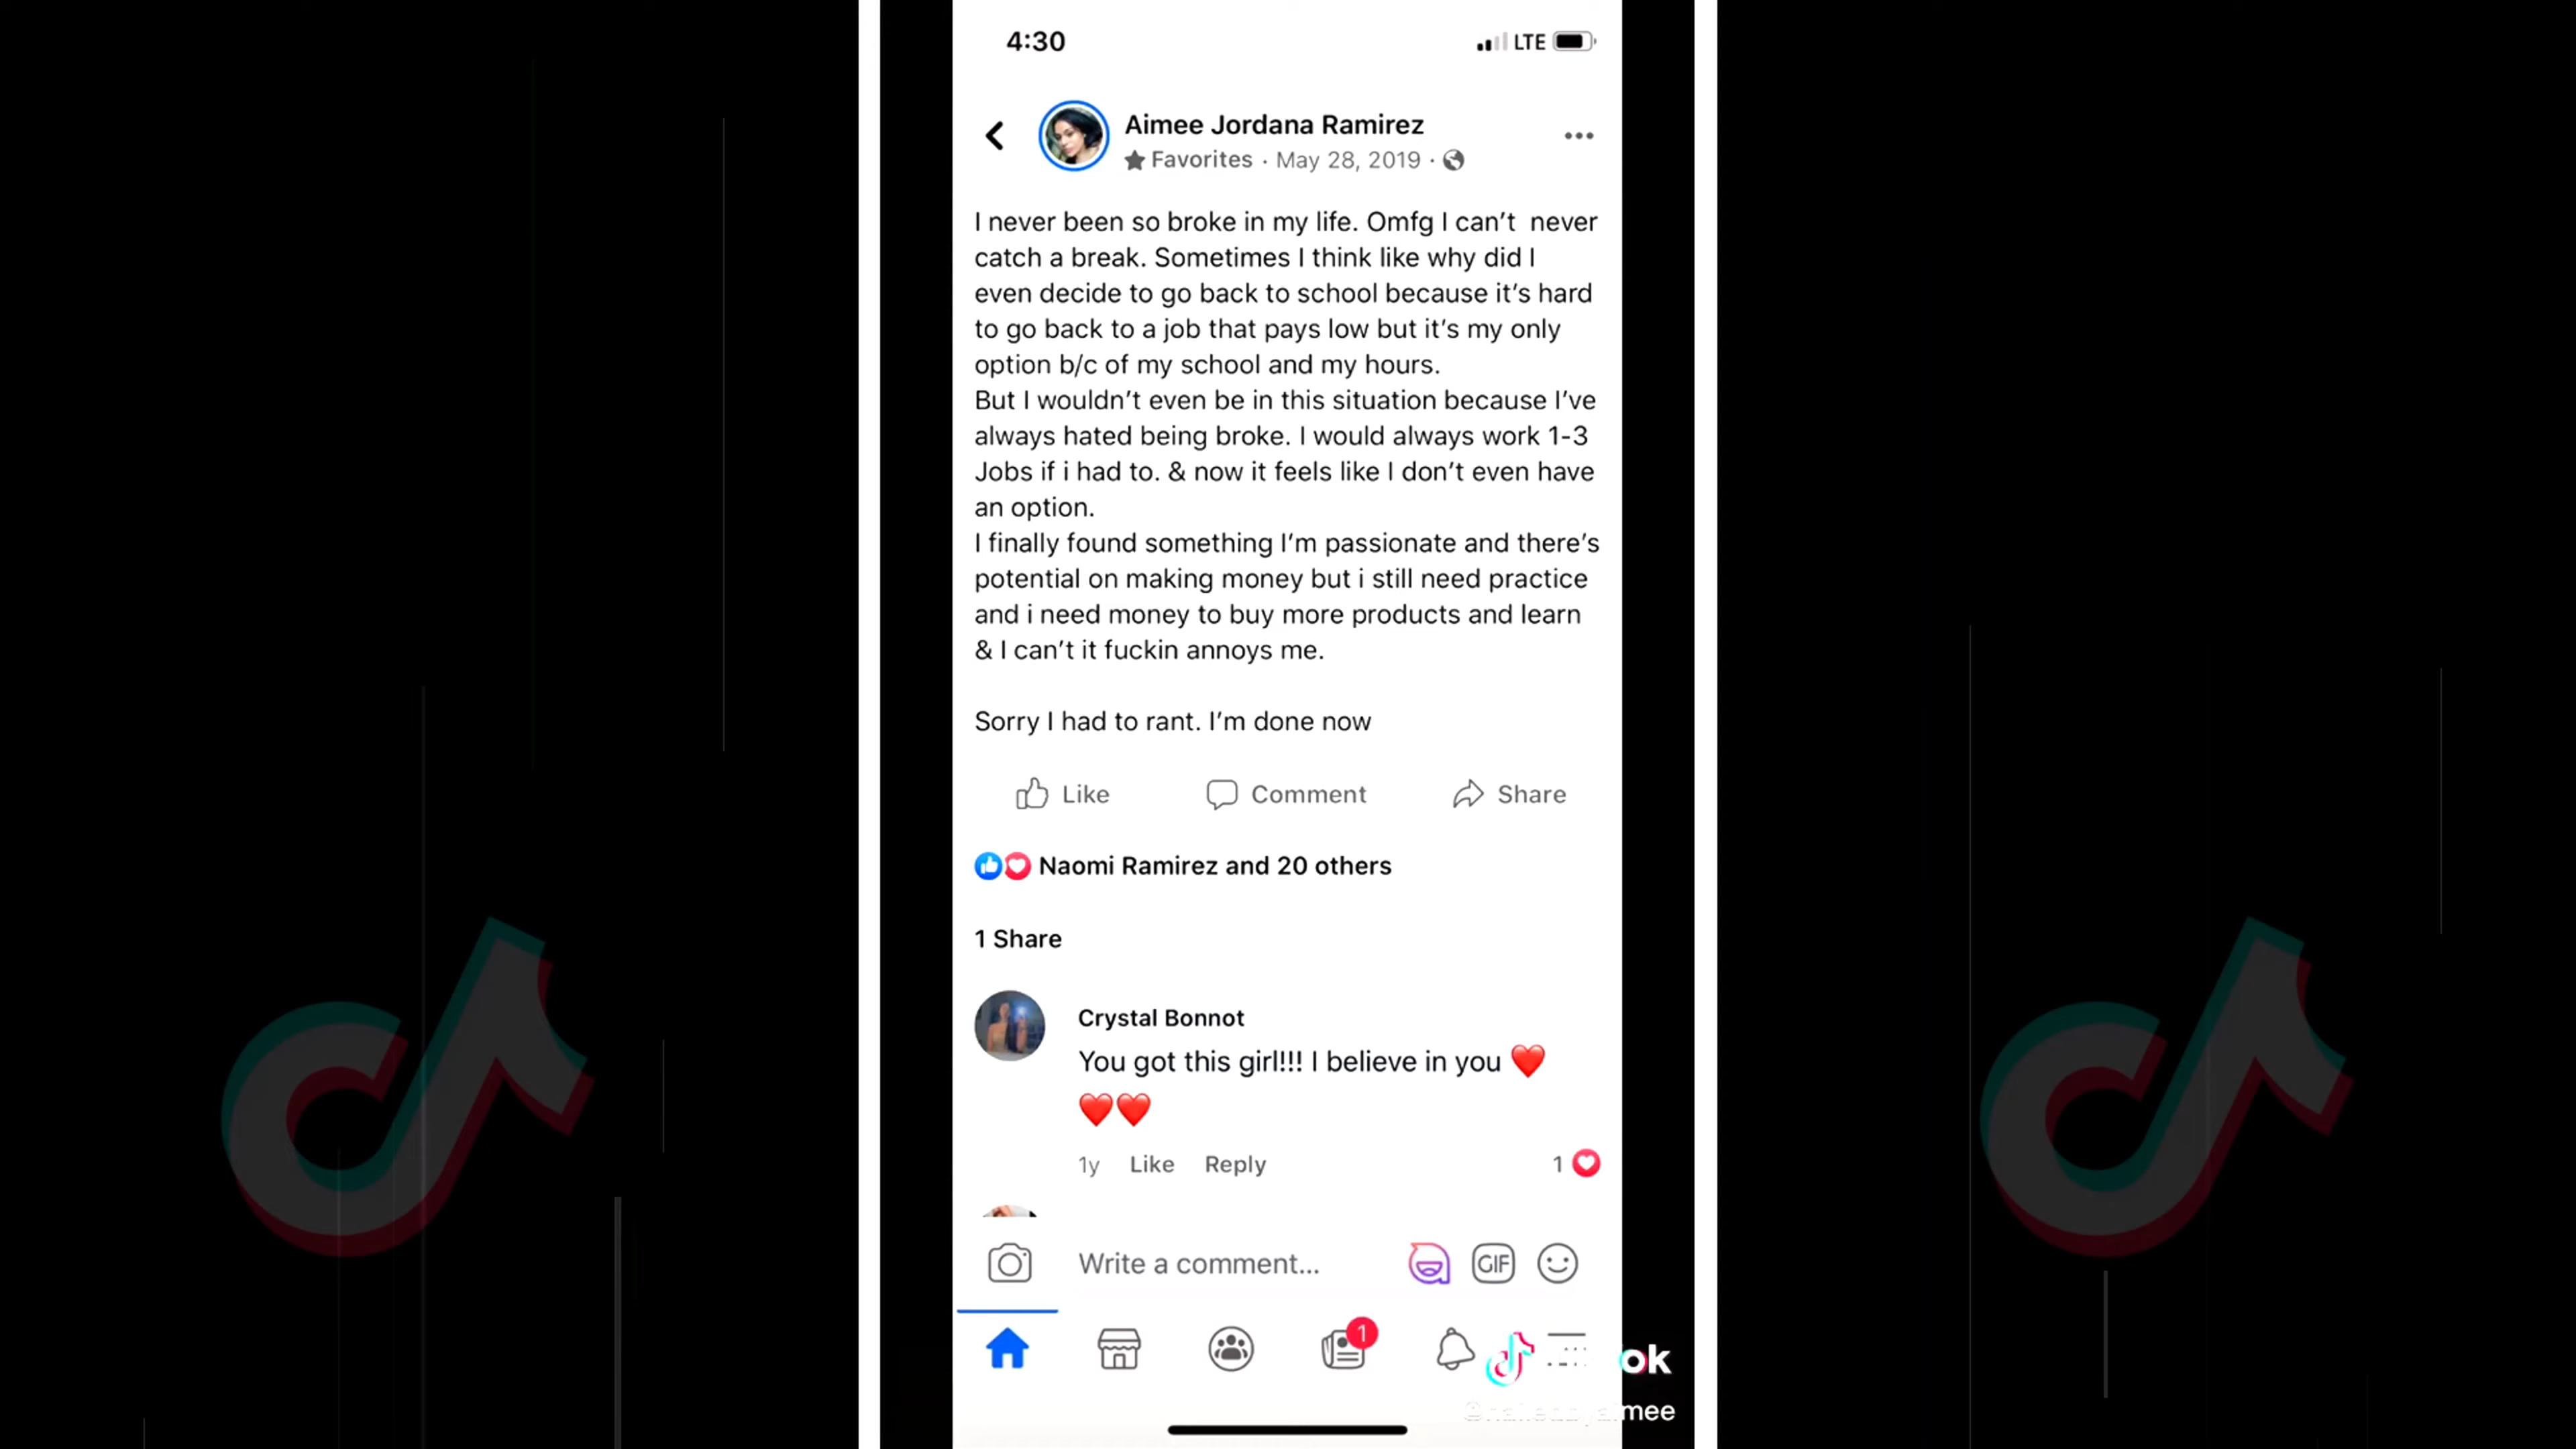 4:30
LTE
Aimee Jordana Ramirez
Favorites · May 28, 2019 ·
I never been so broke in my life. Omfg I can't  never
catch a break. Sometimes I think like why did I
even decide to go back to school because it's hard
to go back to a job that pays low but it's my only
option b/c of my school and my hours.
But I wouldn't even be in this situation because I've
always hated being broke. I would always work 1-3
Jobs if i had to. & now it feels like I don't even have
an option.
I finally found something I'm passionate and there's
potential on making money but i still need practice
and i need money to buy more products and learn
& I can't it fuckin annoys me.
Sorry I had to rant. I'm done now
Like Comment Share
Naomi Ramirez and 20 others
1 Share
Crystal Bonnot
You got this girl!!! I believe in you ❤️
❤️❤️
1y Like Reply 1
Write a comment... GIF
1
ok